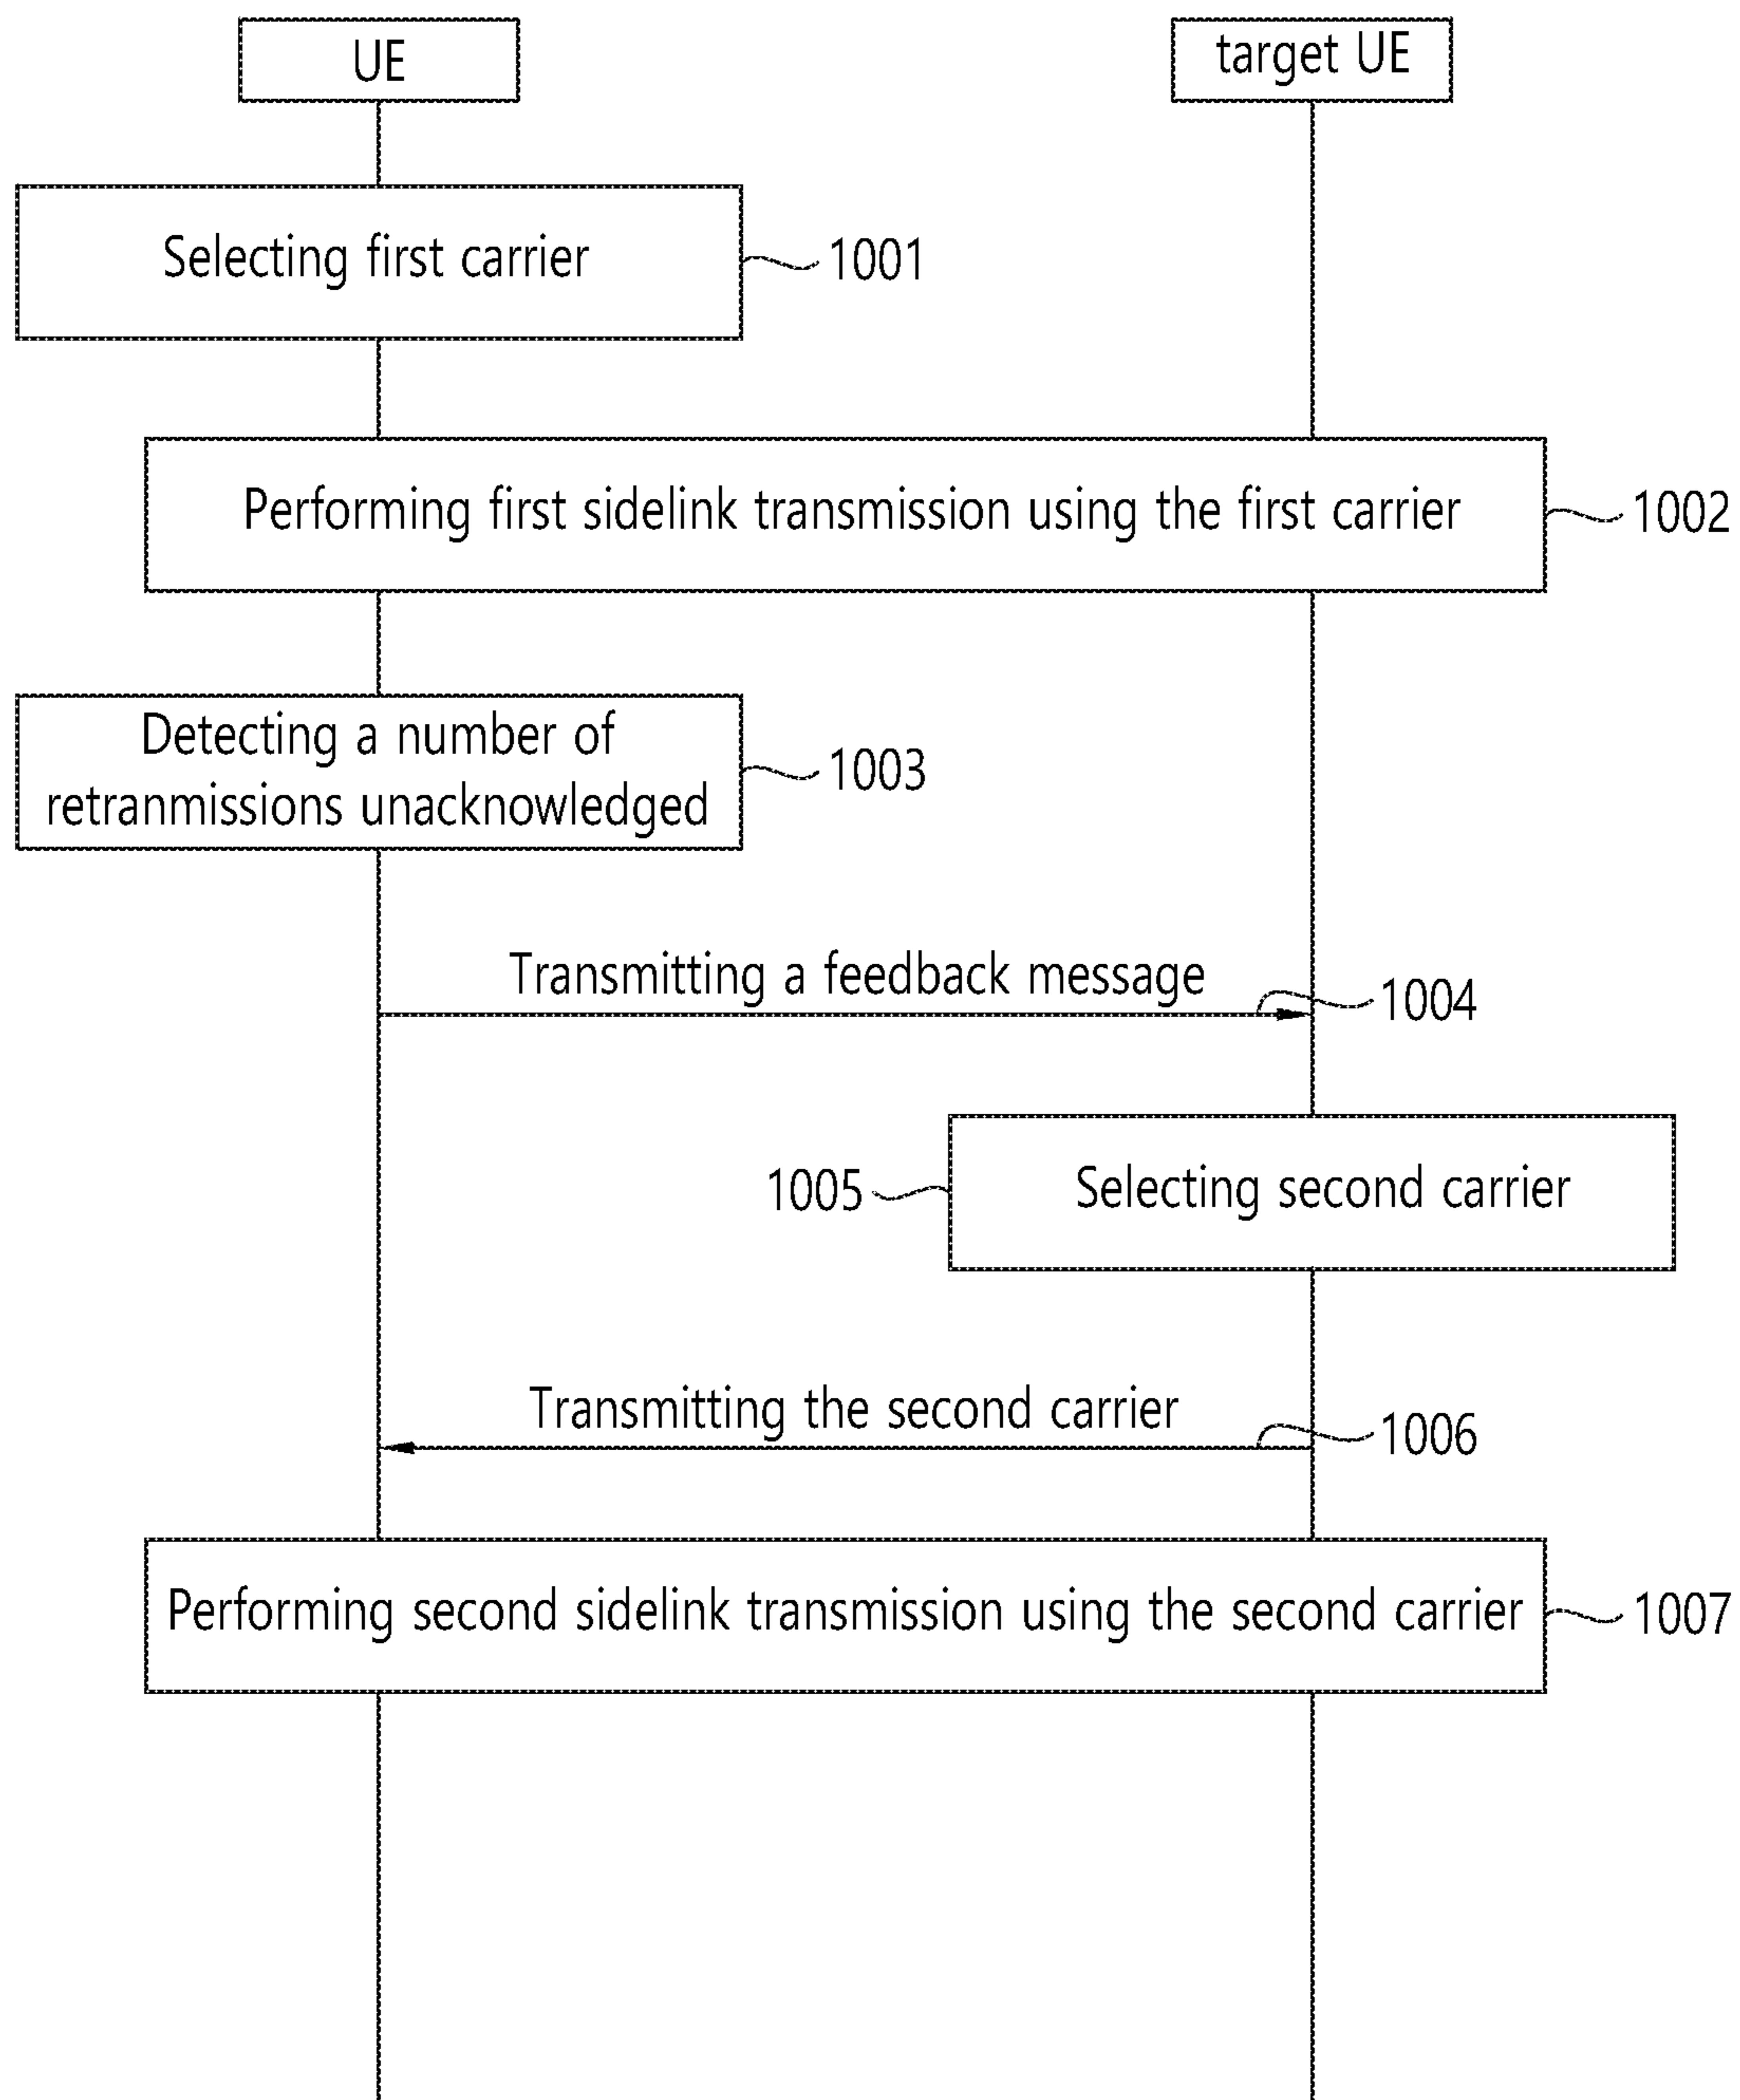 UE
target UE
Selecting first carrier
1001
Performing first sidelink transmission using the first carrier
1002
Detecting a number of
retranmissions unacknowledged
1003
Transmitting a feedback message
1004
1005
Selecting second carrier
Transmitting the second carrier
1006
Performing second sidelink transmission using the second carrier
1007